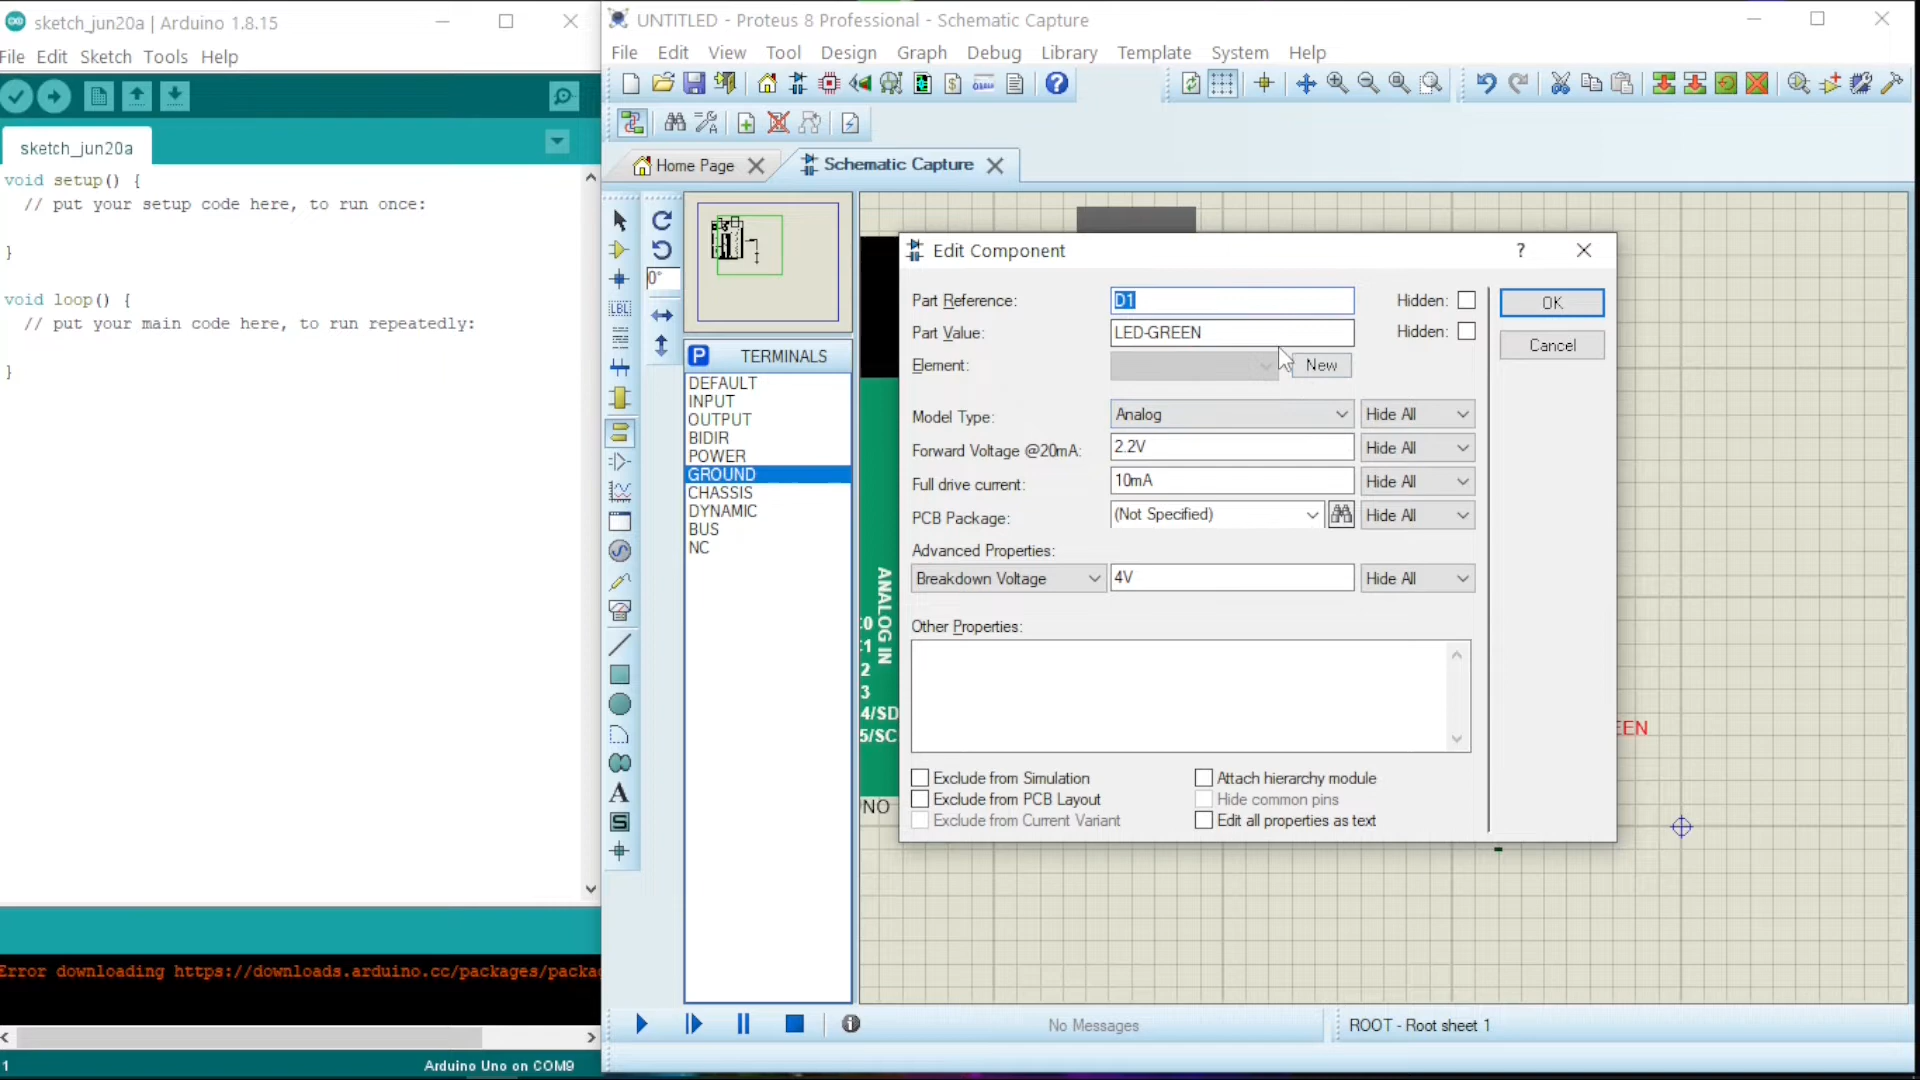 sketch_jun20a | Arduino 1.8.15
File Edit Sketch Tools Help
sketch_jun20a
void setup() {
// put your setup code here, to run once:
}
void loop() {
// put your main code here, to run repeatedly:
}
Error downloading https://downloads.arduino.cc/packages/packa
1
Arduino Uno on COM9
UNTITLED - Proteus 8 Professional - Schematic Capture
File Edit View Tool Design Graph Debug Library Template System Help
Home Page
Schematic Capture
0°
LBL
A
S
P TERMINALS
DEFAULT
INPUT
OUTPUT
BIDIR
POWER
GROUND
CHASSIS
DYNAMIC
BUS
NC
ANALOG IN
2
3
4/SD
5/SC
NO
EEN
Edit Component
?
Part Reference: D1 Hidden:
Part Value: LED-GREEN Hidden:
Element: New
Model Type: Analog Hide All
Forward Voltage @20mA: 2.2V Hide All
Full drive current: 10mA Hide All
PCB Package: (Not Specified) Hide All
Advanced Properties:
Breakdown Voltage 4V Hide All
Other Properties:
Exclude from Simulation Attach hierarchy module
Exclude from PCB Layout Hide common pins
Exclude from Current Variant Edit all properties as text
OK
Cancel
No Messages
ROOT - Root sheet 1